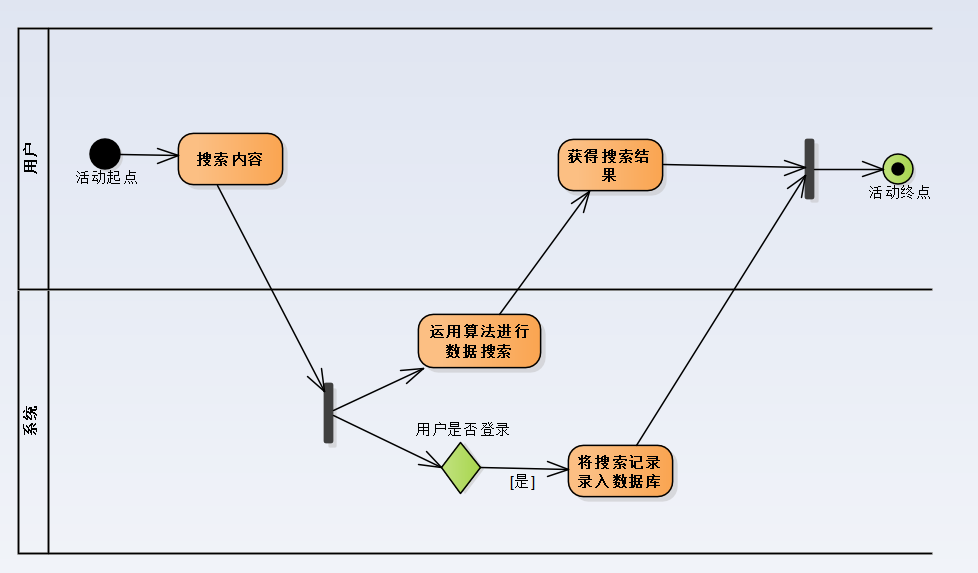 用户
活动起点
搜索内容
获得搜索结
果
活动终点
系统
运用算法进行
数据搜索
用户是否登录
[是]
将搜索记录
录入数据库